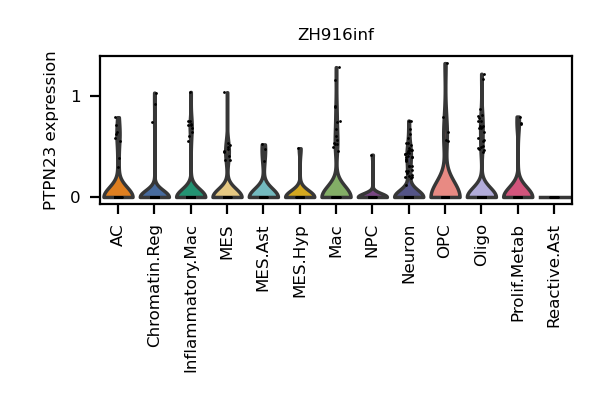 ZH916inf
PTPN23 expression
1
0
AC
Chromatin.Reg
Inflammatory.Mac
MES
MES.Ast
MES.Hyp
Mac
NPC
Neuron
OPC
Oligo
Prolif.Metab
Reactive.Ast